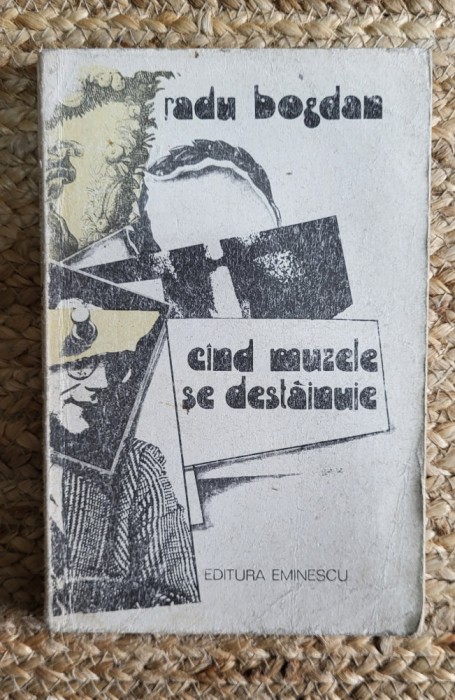 radu bogdan
cînd muzele
se destăinuie
EDITURA EMINESCU